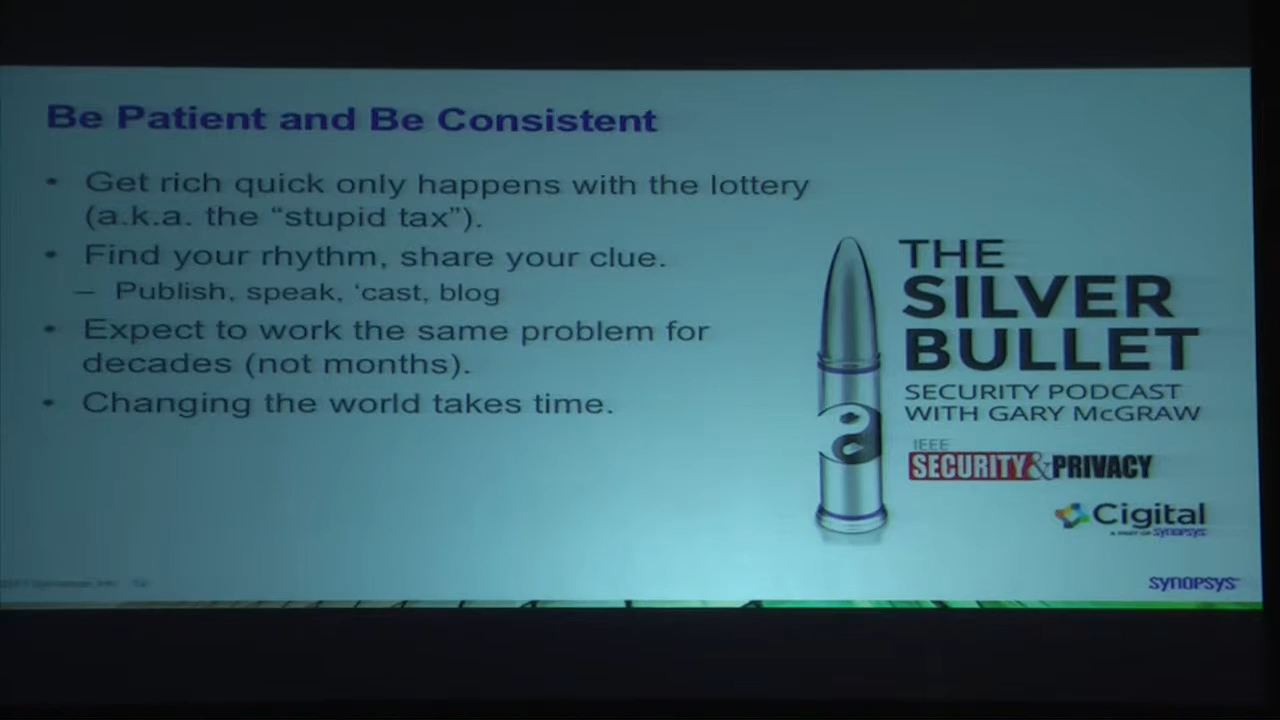 Be Patient and Be Consistent
• Get rich quick only happens with the lottery
(a.k.a. the “stupid tax”).
• Find your rhythm, share your clue.
– Publish, speak, ‘cast, blog
• Expect to work the same problem for
decades (not months).
• Changing the world takes time.
THE
SILVER
BULLET
SECURITY PODCAST
WITH GARY McGRAW
IEEE
SECURITY&PRIVACY
Cigital
A PART OF SYNOPSYS
SYNOPSYS